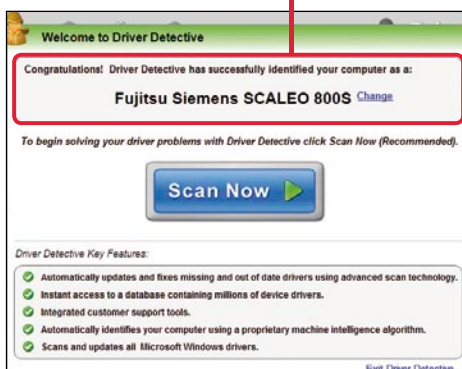 Welcome to Driver Detective
Congratulations! Driver Detective has successfully identified your computer as a:
Fujitsu Siemens SCALEO 800S Change
To begin solving your driver problems with Driver Detective click Scan Now (Recommended).
Scan Now
Driver Detective Key Features:
Automatically updates and fixes missing and out of date drivers using advanced scan technology.
Instant access to a database containing millions of device drivers.
Integrated customer support tools.
Automatically identifies your computer using a proprietary machine intelligence algorithm.
Scans and updates all Microsoft Windows drivers.
Exit Driver Detective